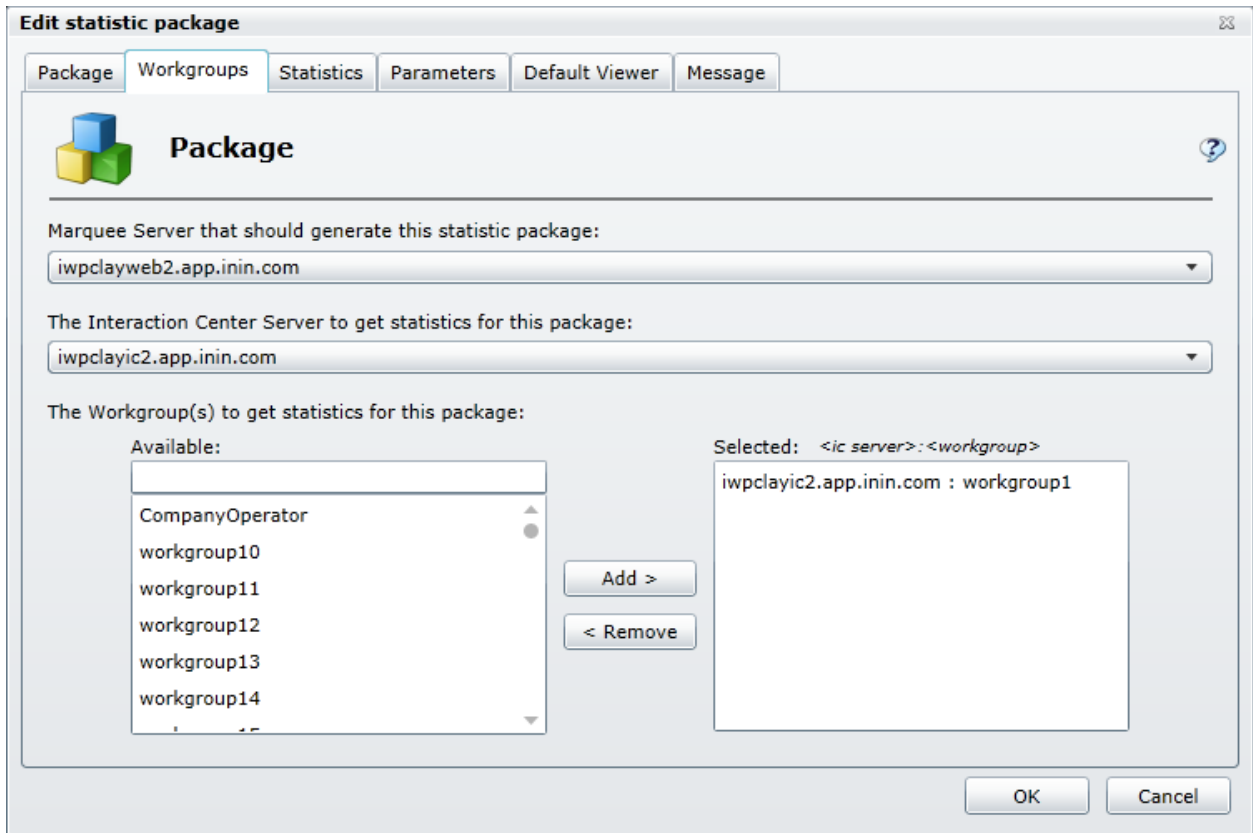 Edit statistic package
Package Workgroups Statistics Parameters Default Viewer Message
Package
Marquee Server that should generate this statistic package:
iwpclayweb2.app.inin.com
The Interaction Center Server to get statistics for this package:
iwpclayic2.app.inin.com
The Workgroup(s) to get statistics for this package:
Available:
Selected: <ic server>:<workgroup>
CompanyOperator
workgroup10
workgroup11
workgroup12
workgroup13
workgroup14
Add >
< Remove
iwpclayic2.app.inin.com : workgroup1
OK Cancel